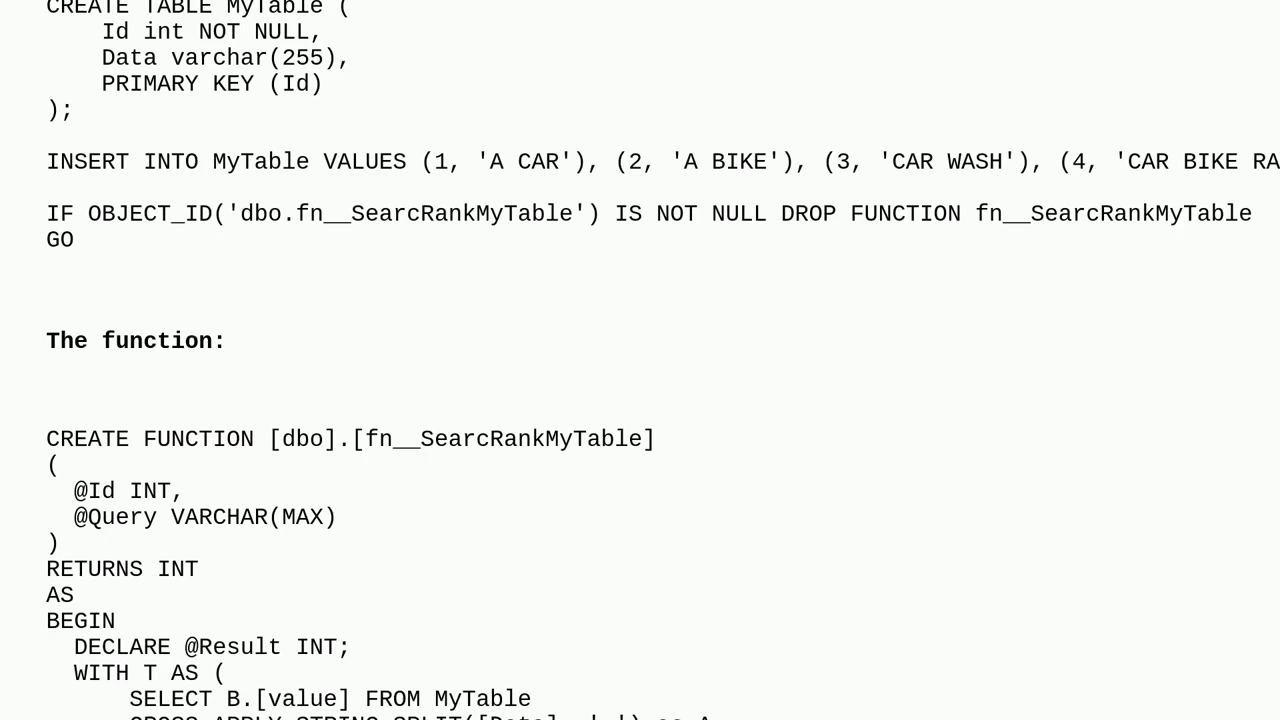 CREATE TABLE MyTable (
    Id int NOT NULL,
    Data varchar(255),
    PRIMARY KEY (Id)
);
INSERT INTO MyTable VALUES (1, 'A CAR'), (2, 'A BIKE'), (3, 'CAR WASH'), (4, 'CAR BIKE RA
IF OBJECT_ID('dbo.fn__SearcRankMyTable') IS NOT NULL DROP FUNCTION fn__SearcRankMyTable
GO
The function:
CREATE FUNCTION [dbo].[fn__SearcRankMyTable]
(
  @Id INT,
  @Query VARCHAR(MAX)
)
RETURNS INT
AS
BEGIN
  DECLARE @Result INT;
  WITH T AS (
      SELECT B.[value] FROM MyTable